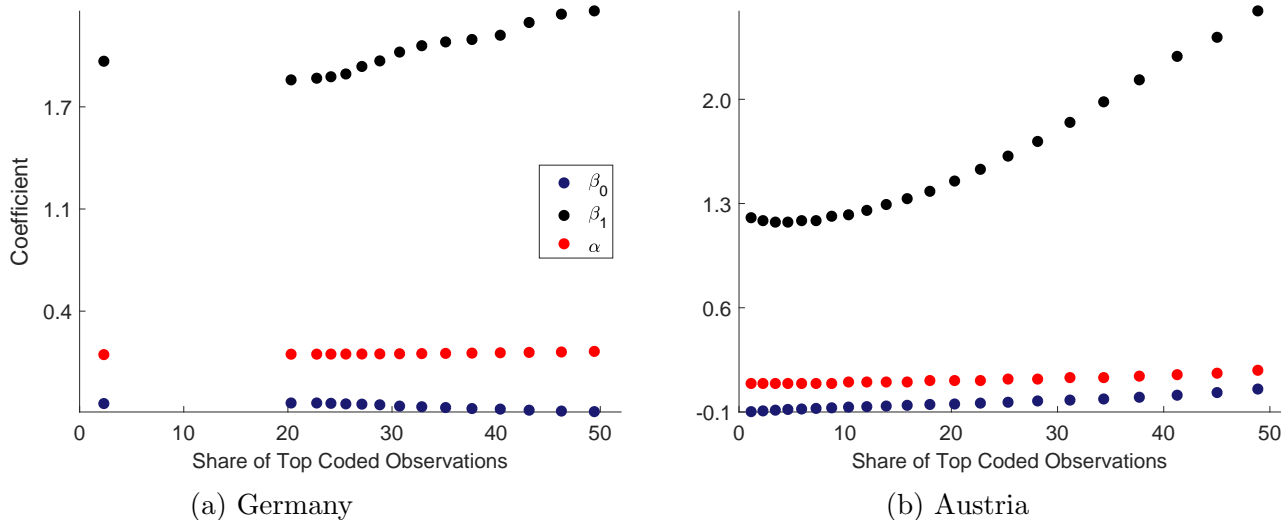 1.7
1.1
0.4
Coefficient
β0
β1
α
0 10 20 30 40 50
Share of Top Coded Observations
(a) Germany
2.0
1.3
0.6
-0.1
0 10 20 30 40 50
Share of Top Coded Observations
(b) Austria